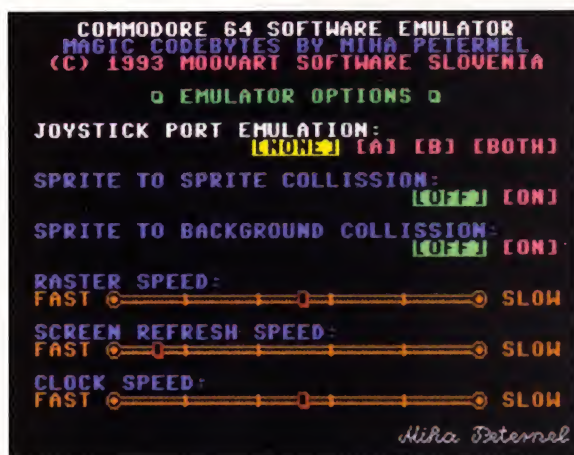 COMMODORE 64 SOFTWARE EMULATOR
MAGIC CODEBYTES BY MIHA PETERNEL
(C) 1993 MOOVART SOFTWARE SLOVENIA
EMULATOR OPTIONS
JOYSTICK PORT EMULATION:
[NONE] [A] [B] [BOTH]
SPRITE TO SPRITE COLLISSION:
[OFF] [ON]
SPRITE TO BACKGROUND COLLISSION:
[OFF] [ON]
RASTER SPEED:
FAST SLOW
SCREEN REFRESH SPEED:
FAST SLOW
CLOCK SPEED:
FAST SLOW
Miha Peternel